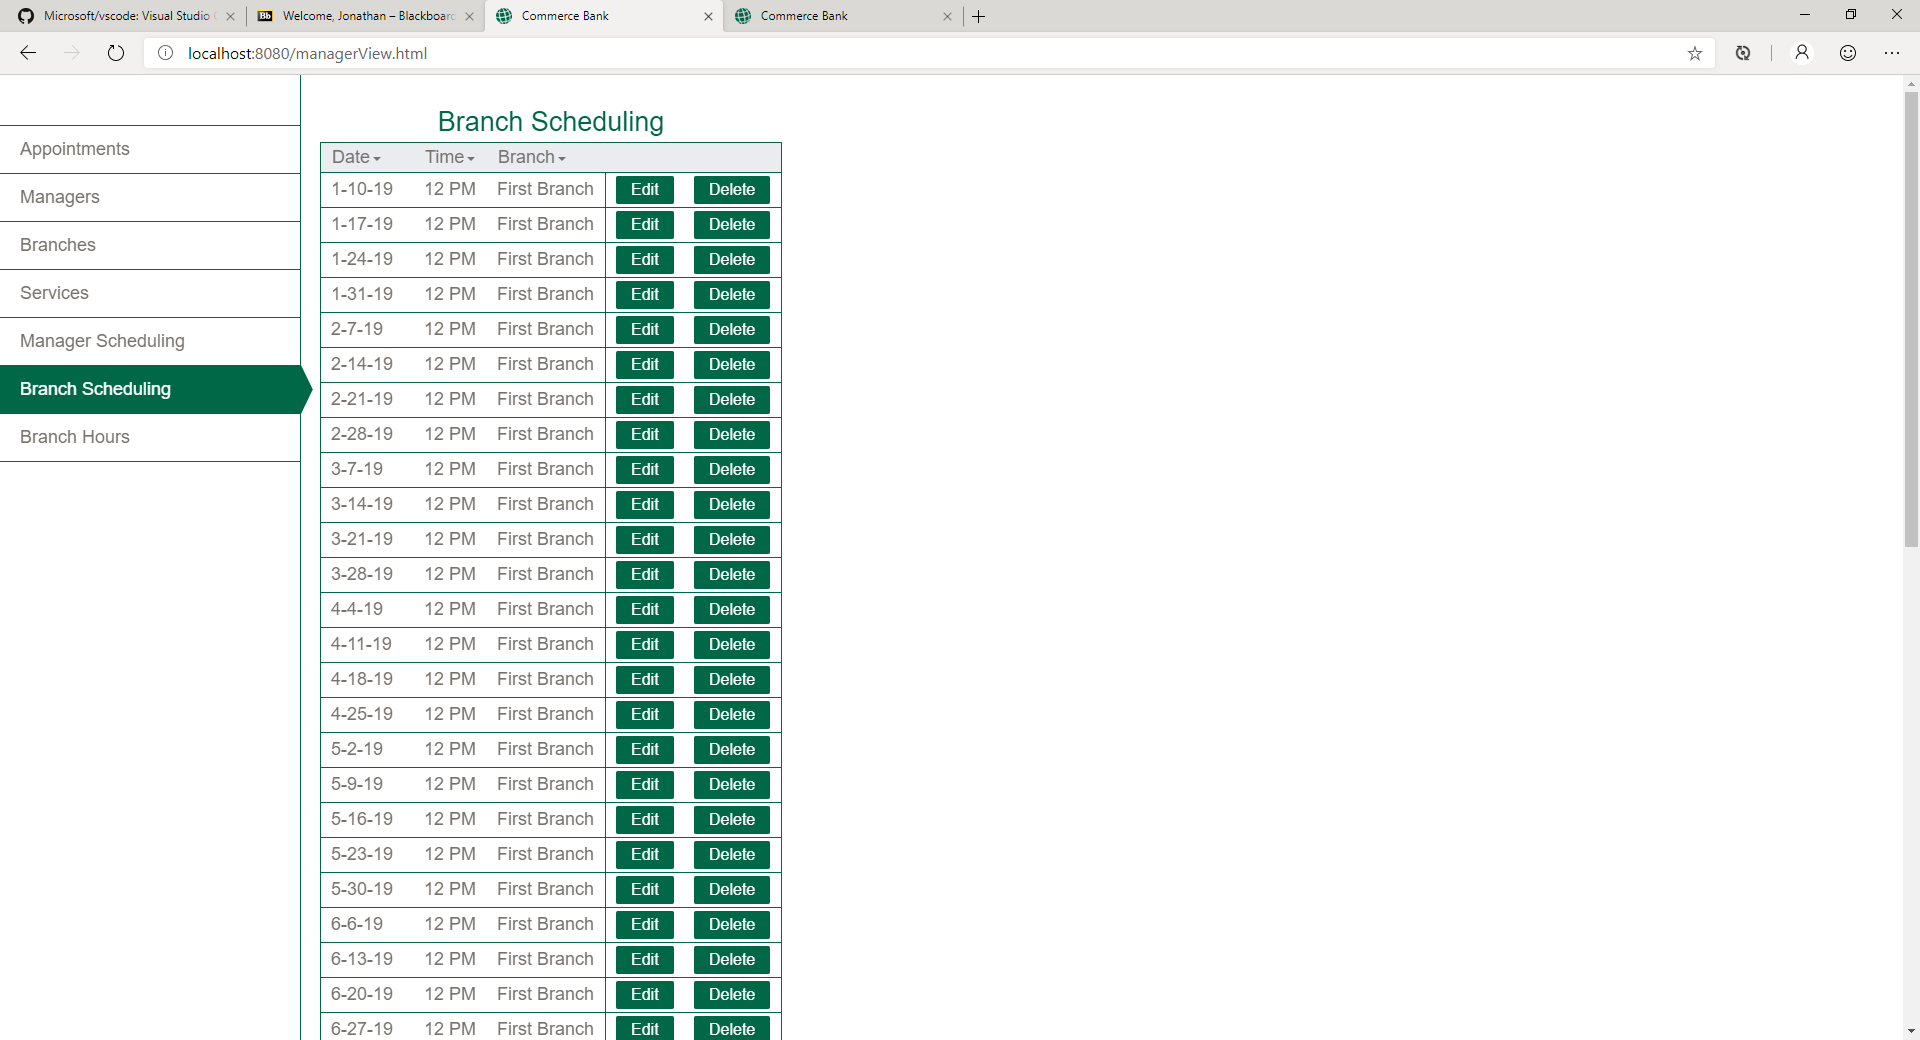 Microsoft/vscode: Visual Studio
Welcome, Jonathan – Blackboard
Commerce Bank
Commerce Bank
localhost:8080/managerView.html
Appointments
Managers
Branches
Services
Manager Scheduling
Branch Scheduling
Branch Hours
Branch Scheduling
Date Time Branch
1-10-19 12 PM First Branch Edit Delete
1-17-19 12 PM First Branch Edit Delete
1-24-19 12 PM First Branch Edit Delete
1-31-19 12 PM First Branch Edit Delete
2-7-19 12 PM First Branch Edit Delete
2-14-19 12 PM First Branch Edit Delete
2-21-19 12 PM First Branch Edit Delete
2-28-19 12 PM First Branch Edit Delete
3-7-19 12 PM First Branch Edit Delete
3-14-19 12 PM First Branch Edit Delete
3-21-19 12 PM First Branch Edit Delete
3-28-19 12 PM First Branch Edit Delete
4-4-19 12 PM First Branch Edit Delete
4-11-19 12 PM First Branch Edit Delete
4-18-19 12 PM First Branch Edit Delete
4-25-19 12 PM First Branch Edit Delete
5-2-19 12 PM First Branch Edit Delete
5-9-19 12 PM First Branch Edit Delete
5-16-19 12 PM First Branch Edit Delete
5-23-19 12 PM First Branch Edit Delete
5-30-19 12 PM First Branch Edit Delete
6-6-19 12 PM First Branch Edit Delete
6-13-19 12 PM First Branch Edit Delete
6-20-19 12 PM First Branch Edit Delete
6-27-19 12 PM First Branch Edit Delete